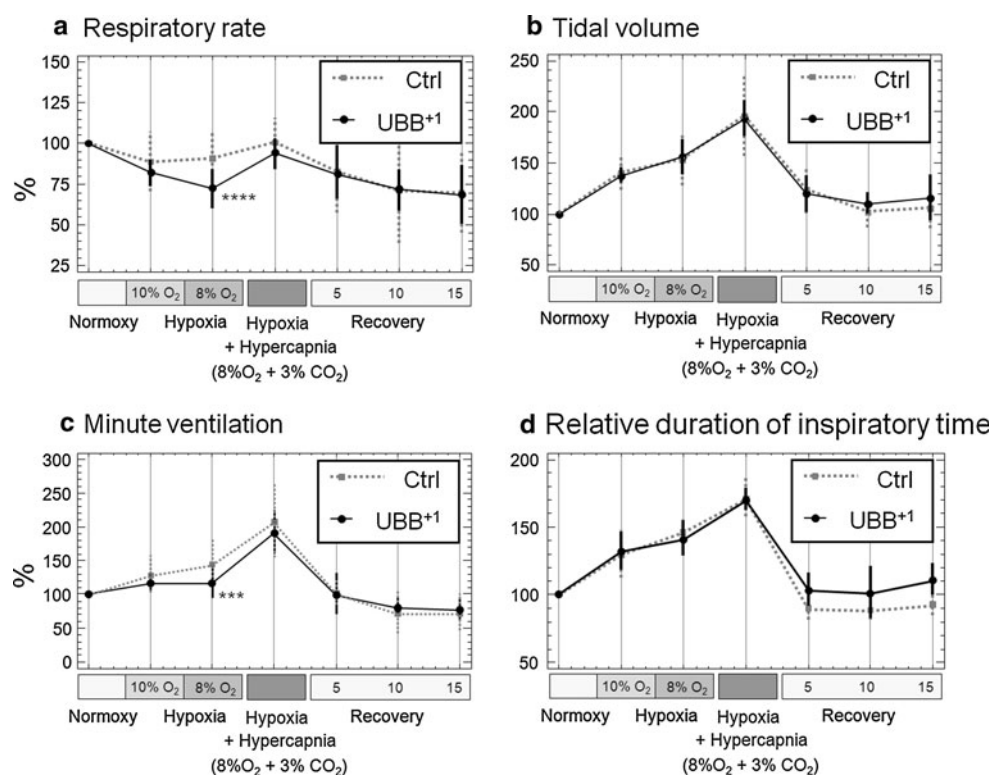 a Respiratory rate
150
125
100
75
50
25
%
Ctrl
UBB+1
****
10% O2 8% O2 5 10 15
Normoxy Hypoxia Hypoxia Recovery
+ Hypercapnia
(8%O2 + 3% CO2)
b Tidal volume
250
200
150
100
50
Ctrl
UBB+1
10% O2 8% O2 5 10 15
Normoxy Hypoxia Hypoxia Recovery
+ Hypercapnia
(8%O2 + 3% CO2)
c Minute ventilation
300
250
200
150
100
50
0
%
Ctrl
UBB+1
***
10% O2 8% O2 5 10 15
Normoxy Hypoxia Hypoxia Recovery
+ Hypercapnia
(8%O2 + 3% CO2)
d Relative duration of inspiratory time
200
150
100
50
Ctrl
UBB+1
10% O2 8% O2 5 10 15
Normoxy Hypoxia Hypoxia Recovery
+ Hypercapnia
(8%O2 + 3% CO2)